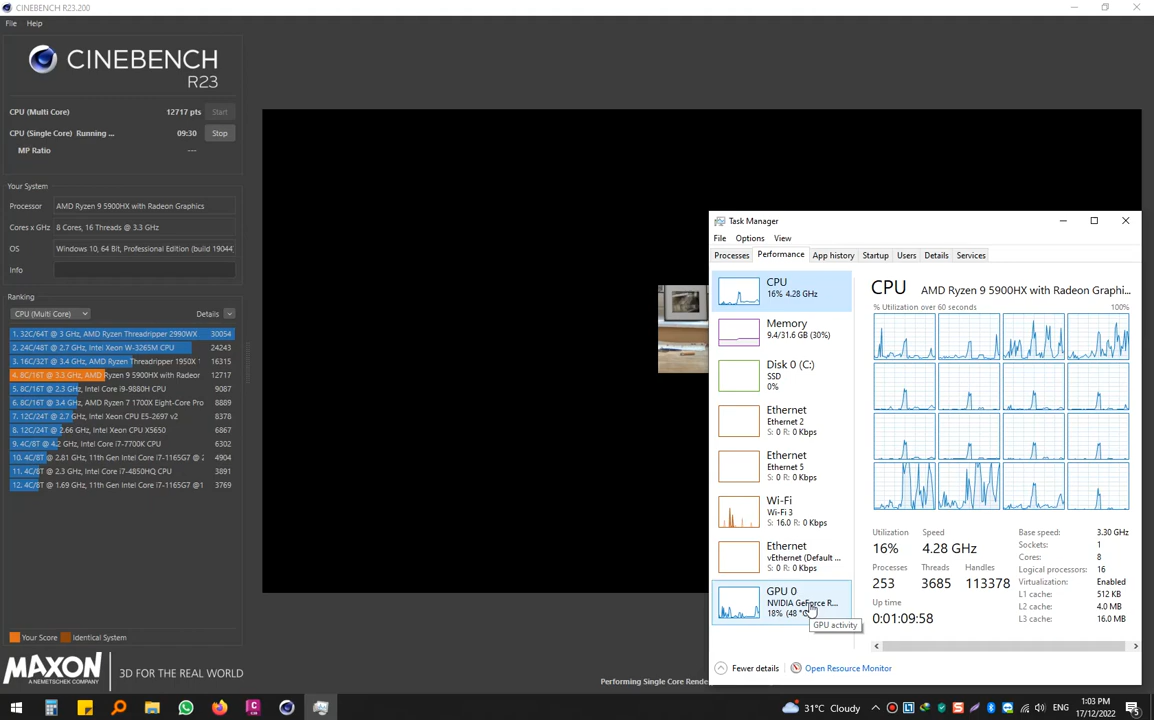 CINEBENCH R23.200
File Help
CINEBENCH
R23
CPU (Multi Core) 12717 pts Start
CPU (Single Core) Running ... 09:30 Stop
MP Ratio ---
Your System
Processor AMD Ryzen 9 5900HX with Radeon Graphics
Cores x GHz 8 Cores, 16 Threads @ 3.3 GHz
OS Windows 10, 64 Bit, Professional Edition (build 19044
Info
Ranking
CPU (Multi Core) Details
1. 32C/64T @ 3 GHz, AMD Ryzen Threadripper 2990WX 30054
2. 24C/48T @ 2.7 GHz, Intel Xeon W-3265M CPU 24243
3. 16C/32T @ 3.4 GHz, AMD Ryzen Threadripper 1950X 16315
4. 8C/16T @ 3.3 GHz, AMD Ryzen 9 5900HX with Radeor 12717
5. 8C/16T @ 2.3 GHz, Intel Core i9-9880H CPU 9087
6. 8C/16T @ 3.4 GHz, AMD Ryzen 7 1700X Eight-Core Pro 8889
7. 12C/24T @ 2.7 GHz, Intel Xeon CPU E5-2697 v2 8378
8. 12C/24T @ 2.66 GHz, Intel Xeon CPU X5650 6867
9. 4C/8T @ 4.2 GHz, Intel Core i7-7700K CPU 6302
10. 4C/8T @ 2.81 GHz, 11th Gen Intel Core i7-1165G7 @ 2 4904
11. 4C/8T @ 2.3 GHz, Intel Core i7-4850HQ CPU 3891
12. 4C/8T @ 1.69 GHz, 11th Gen Intel Core i7-1165G7 @1 3769
Your Score Identical System
MAXON
A NEMETSCHEK COMPANY
3D FOR THE REAL WORLD
Performing Single Core Rende
Task Manager
File Options View
Processes Performance App history Startup Users Details Services
CPU
16% 4.28 GHz
Memory
9.4/31.6 GB (30%)
Disk 0 (C:)
SSD
0%
Ethernet
Ethernet 2
S: 0 R: 0 Kbps
Ethernet
Ethernet 5
S: 0 R: 0 Kbps
Wi-Fi
Wi-Fi 3
S: 16.0 R: 0 Kbps
Ethernet
vEthernet (Default ...
S: 0 R: 0 Kbps
GPU 0
NVIDIA GeForce R...
18% (48 °C)
GPU activity
CPU AMD Ryzen 9 5900HX with Radeon Graphi...
% Utilization over 60 seconds 100%
Utilization Speed
16% 4.28 GHz
Processes Threads Handles
253 3685 113378
Up time
0:01:09:58
Base speed: 3.30 GHz
Sockets: 1
Cores: 8
Logical processors: 16
Virtualization: Enabled
L1 cache: 512 KB
L2 cache: 4.0 MB
L3 cache: 16.0 MB
Fewer details Open Resource Monitor
31°C Cloudy ENG 1:03 PM
17/12/2022
5